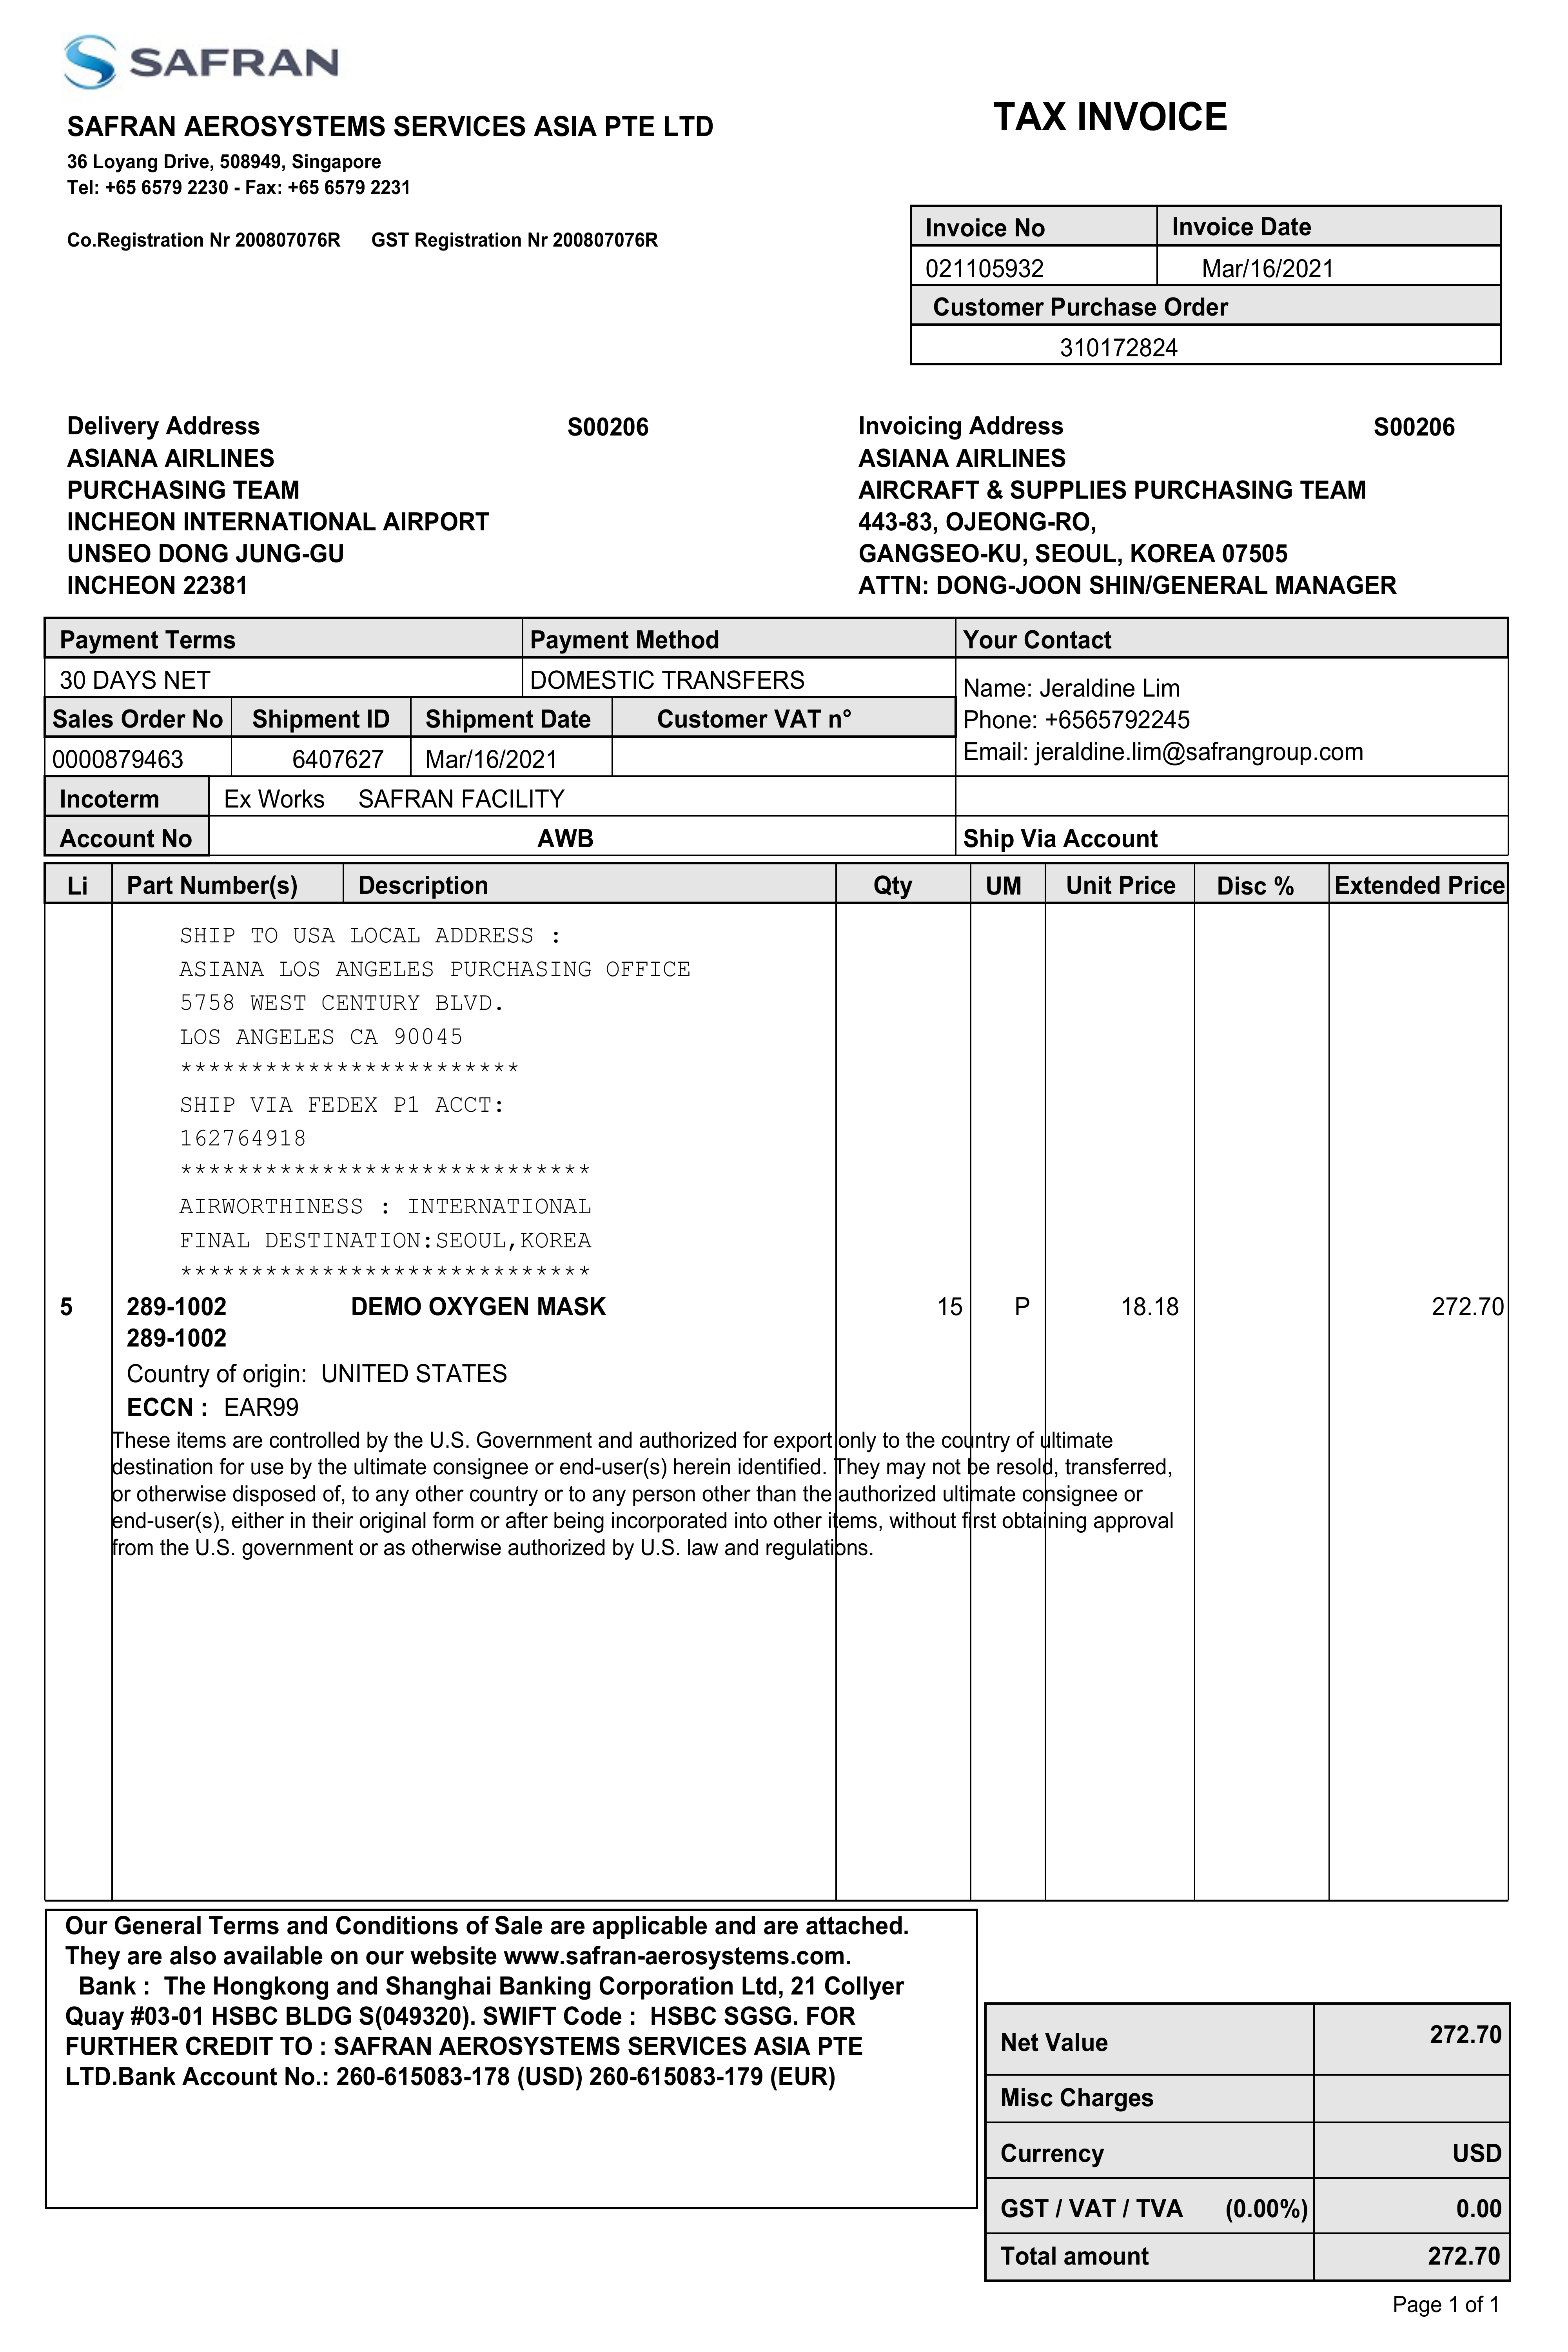 SAFRAN
SAFRAN AEROSYSTEMS SERVICES ASIA PTE LTD
36 Loyang Drive, 508949, Singapore
Tel: +65 6579 2230 - Fax: +65 6579 2231
Co.Registration Nr 200807076R GST Registration Nr 200807076R
TAX INVOICE
Invoice No Invoice Date
021105932 Mar/16/2021
Customer Purchase Order
310172824
Delivery Address S00206
ASIANA AIRLINES
PURCHASING TEAM
INCHEON INTERNATIONAL AIRPORT
UNSEO DONG JUNG-GU
INCHEON 22381
Invoicing Address S00206
ASIANA AIRLINES
AIRCRAFT & SUPPLIES PURCHASING TEAM
443-83, OJEONG-RO,
GANGSEO-KU, SEOUL, KOREA 07505
ATTN: DONG-JOON SHIN/GENERAL MANAGER
Payment Terms Payment Method Your Contact
30 DAYS NET DOMESTIC TRANSFERS
Name: Jeraldine Lim
Phone: +6565792245
Email: jeraldine.lim@safrangroup.com
Sales Order No Shipment ID Shipment Date Customer VAT n°
0000879463 6407627 Mar/16/2021
Incoterm Ex Works SAFRAN FACILITY
Account No AWB Ship Via Account
Li Part Number(s) Description Qty UM Unit Price Disc % Extended Price
SHIP TO USA LOCAL ADDRESS :
ASIANA LOS ANGELES PURCHASING OFFICE
5758 WEST CENTURY BLVD.
LOS ANGELES CA 90045
************************
SHIP VIA FEDEX P1 ACCT:
162764918
*****************************
AIRWORTHINESS : INTERNATIONAL
FINAL DESTINATION:SEOUL,KOREA
*****************************
5 289-1002 DEMO OXYGEN MASK 15 P 18.18 272.70
289-1002
Country of origin: UNITED STATES
ECCN : EAR99
These items are controlled by the U.S. Government and authorized for export only to the country of ultimate
destination for use by the ultimate consignee or end-user(s) herein identified. They may not be resold, transferred,
or otherwise disposed of, to any other country or to any person other than the authorized ultimate consignee or
end-user(s), either in their original form or after being incorporated into other items, without first obtaining approval
from the U.S. government or as otherwise authorized by U.S. law and regulations.
Our General Terms and Conditions of Sale are applicable and are attached.
They are also available on our website www.safran-aerosystems.com.
Bank : The Hongkong and Shanghai Banking Corporation Ltd, 21 Collyer
Quay #03-01 HSBC BLDG S(049320). SWIFT Code : HSBC SGSG. FOR
FURTHER CREDIT TO : SAFRAN AEROSYSTEMS SERVICES ASIA PTE
LTD.Bank Account No.: 260-615083-178 (USD) 260-615083-179 (EUR)
Net Value 272.70
Misc Charges
Currency USD
GST / VAT / TVA (0.00%) 0.00
Total amount 272.70
Page 1 of 1